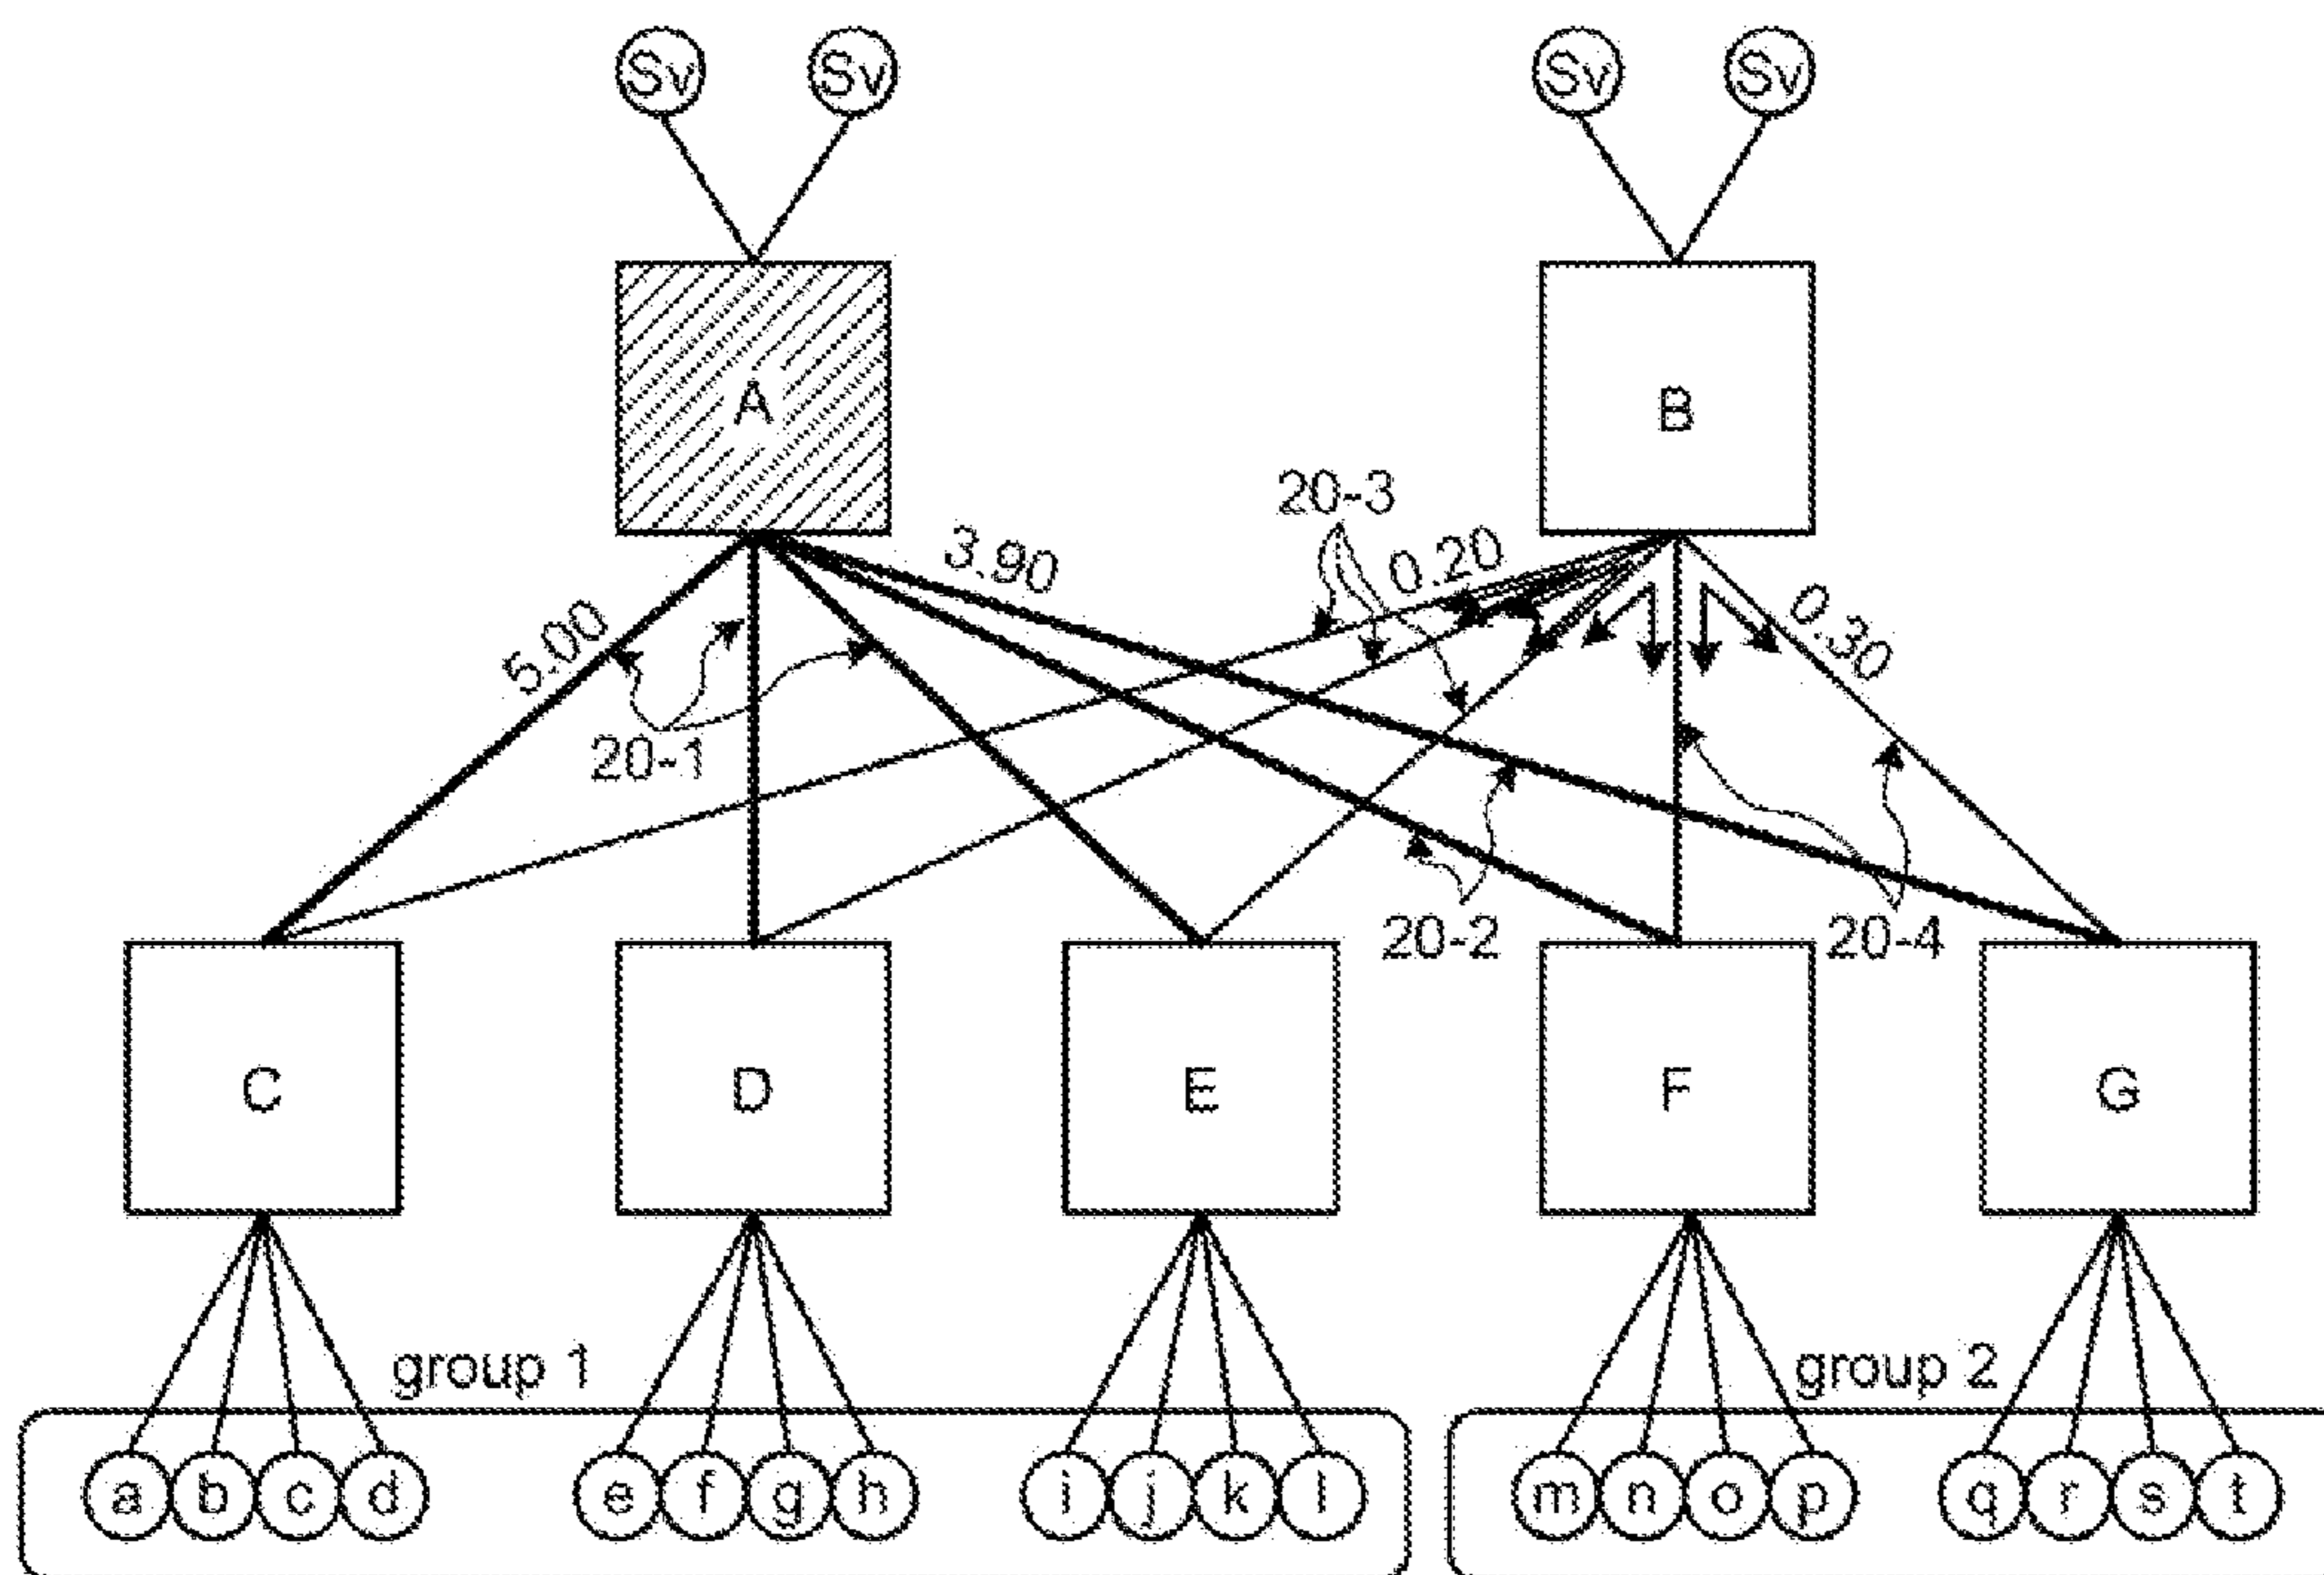 Sv Sv Sv Sv
A B
20-3
3.90 0.20
5.00 0.30
20-1
20-2 20-4
C D E F G
group 1 group 2
a b c d e f g h i j k l m n o p q r s t